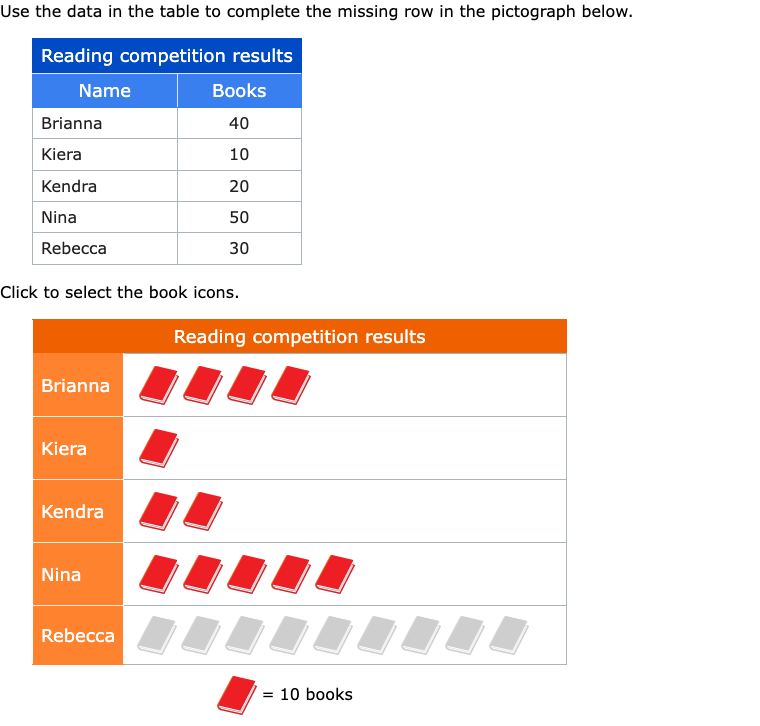 Use the data in the table to complete the missing row in the pictograph below.
Reading competition results
Name Books
Brianna 40
Kiera 10
Kendra 20
Nina 50
Rebecca 30
Click to select the book icons.
Reading competition results
Brianna
Kiera
Kendra
Nina
Rebecca
= 10 books